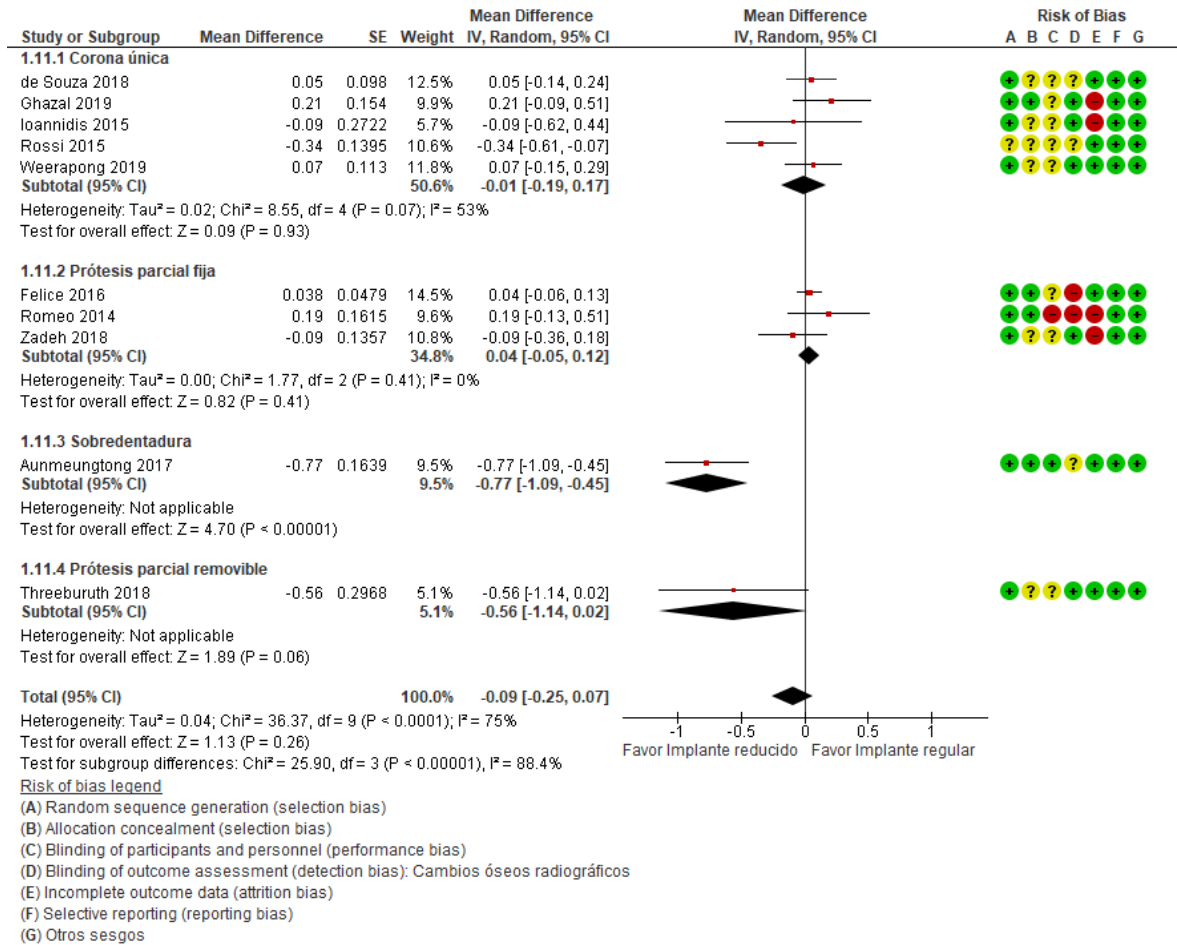 Mean Difference Mean Difference Risk of Bias
Study or Subgroup Mean Difference SE Weight IV, Random, 95% CI IV, Random, 95% CI A B C D E F G
1.11.1 Corona única
de Souza 2018 0.05 0.098 12.5% 0.05 [-0.14, 0.24] + ? ? ? + + +
Ghazal 2019 0.21 0.154 9.9% 0.21 [-0.09, 0.51] + + ? + - + +
Ioannidis 2015 -0.09 0.2722 5.7% -0.09 [-0.62, 0.44] + ? ? + - + +
Rossi 2015 -0.34 0.1395 10.6% -0.34 [-0.61, -0.07] ? ? ? ? + + +
Weerapong 2019 0.07 0.113 11.8% 0.07 [-0.15, 0.29] + ? ? + + + +
Subtotal (95% CI) 50.6% -0.01 [-0.19, 0.17]
Heterogeneity: Tau² = 0.02; Chi² = 8.55, df = 4 (P = 0.07); I² = 53%
Test for overall effect: Z = 0.09 (P = 0.93)
1.11.2 Prótesis parcial fija
Felice 2016 0.038 0.0479 14.5% 0.04 [-0.06, 0.13] + + ? - + + +
Romeo 2014 0.19 0.1615 9.6% 0.19 [-0.13, 0.51] + + - - - + +
Zadeh 2018 -0.09 0.1357 10.8% -0.09 [-0.36, 0.18] + ? ? + - + +
Subtotal (95% CI) 34.8% 0.04 [-0.05, 0.12]
Heterogeneity: Tau² = 0.00; Chi² = 1.77, df = 2 (P = 0.41); I² = 0%
Test for overall effect: Z = 0.82 (P = 0.41)
1.11.3 Sobredentadura
Aunmeungtong 2017 -0.77 0.1639 9.5% -0.77 [-1.09, -0.45] + + + ? + + +
Subtotal (95% CI) 9.5% -0.77 [-1.09, -0.45]
Heterogeneity: Not applicable
Test for overall effect: Z = 4.70 (P < 0.00001)
1.11.4 Prótesis parcial removible
Threeburuth 2018 -0.56 0.2968 5.1% -0.56 [-1.14, 0.02] + ? ? + + + +
Subtotal (95% CI) 5.1% -0.56 [-1.14, 0.02]
Heterogeneity: Not applicable
Test for overall effect: Z = 1.89 (P = 0.06)
Total (95% CI) 100.0% -0.09 [-0.25, 0.07]
Heterogeneity: Tau² = 0.04; Chi² = 36.37, df = 9 (P < 0.0001); I² = 75%
Test for overall effect: Z = 1.13 (P = 0.26)
Test for subgroup differences: Chi² = 25.90, df = 3 (P < 0.00001), I² = 88.4%
-1 -0.5 0 0.5 1
Favor Implante reducido Favor Implante regular
Risk of bias legend
(A) Random sequence generation (selection bias)
(B) Allocation concealment (selection bias)
(C) Blinding of participants and personnel (performance bias)
(D) Blinding of outcome assessment (detection bias): Cambios óseos radiográficos
(E) Incomplete outcome data (attrition bias)
(F) Selective reporting (reporting bias)
(G) Otros sesgos